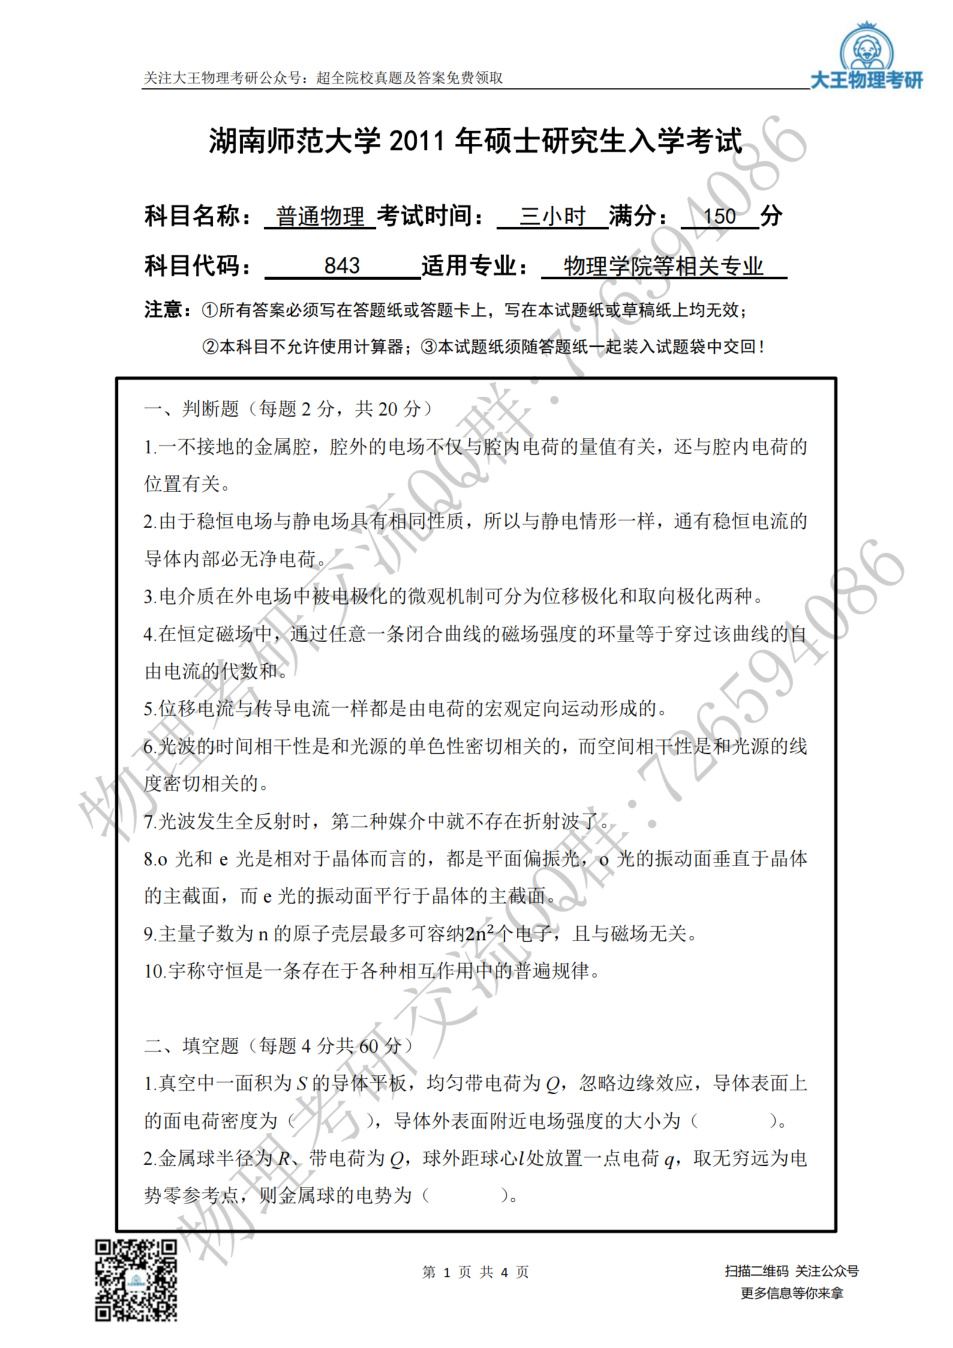 关注大王物理考研公众号：超全院校真题及答案免费领取
大王物理考研
湖南师范大学 2011 年硕士研究生入学考试
科目名称： 普通物理 考试时间： 三小时 满分： 150 分
科目代码： 843 适用专业： 物理学院等相关专业
注意：①所有答案必须写在答题纸或答题卡上，写在本试题纸或草稿纸上均无效；
②本科目不允许使用计算器；③本试题纸须随答题纸一起装入试题袋中交回！
一、判断题（每题 2 分，共 20 分）
1.一不接地的金属腔，腔外的电场不仅与腔内电荷的量值有关，还与腔内电荷的
位置有关。
2.由于稳恒电场与静电场具有相同性质，所以与静电情形一样，通有稳恒电流的
导体内部必无净电荷。
3.电介质在外电场中被电极化的微观机制可分为位移极化和取向极化两种。
4.在恒定磁场中，通过任意一条闭合曲线的磁场强度的环量等于穿过该曲线的自
由电流的代数和。
5.位移电流与传导电流一样都是由电荷的宏观定向运动形成的。
6.光波的时间相干性是和光源的单色性密切相关的，而空间相干性是和光源的线
度密切相关的。
7.光波发生全反射时，第二种媒介中就不存在折射波了。
8.o 光和 e 光是相对于晶体而言的，都是平面偏振光，o 光的振动面垂直于晶体
的主截面，而 e 光的振动面平行于晶体的主截面。
9.主量子数为 n 的原子壳层最多可容纳2n²个电子，且与磁场无关。
10.宇称守恒是一条存在于各种相互作用中的普遍规律。
二、填空题（每题 4 分共 60 分）
1.真空中一面积为 S 的导体平板，均匀带电荷为 Q，忽略边缘效应，导体表面上
的面电荷密度为（ ），导体外表面附近电场强度的大小为（ ）。
2.金属球半径为 R、带电荷为 Q，球外距球心l处放置一点电荷 q，取无穷远为电
势零参考点，则金属球的电势为（ ）。
物理考研交流QQ群：726594086
物理考研交流QQ群：726594086
大王物理考研
第 1 页 共 4 页
扫描二维码 关注公众号
更多信息等你来拿